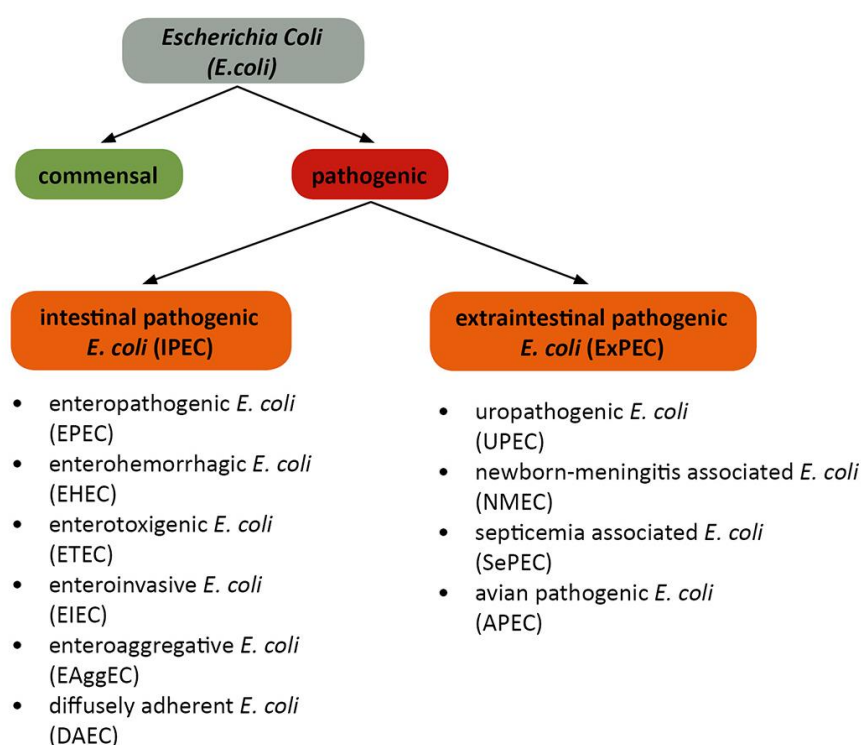 Escherichia Coli
(E.coli)
commensal
pathogenic
intestinal pathogenic
E. coli (IPEC)
• enteropathogenic E. coli
(EPEC)
• enterohemorrhagic E. coli
(EHEC)
• enterotoxigenic E. coli
(ETEC)
• enteroinvasive E. coli
(EIEC)
• enteroaggregative E. coli
(EAggEC)
• diffusely adherent E. coli
(DAEC)
extraintestinal pathogenic
E. coli (ExPEC)
• uropathogenic E. coli
(UPEC)
• newborn-meningitis associated E. coli
(NMEC)
• septicemia associated E. coli
(SePEC)
• avian pathogenic E. coli
(APEC)